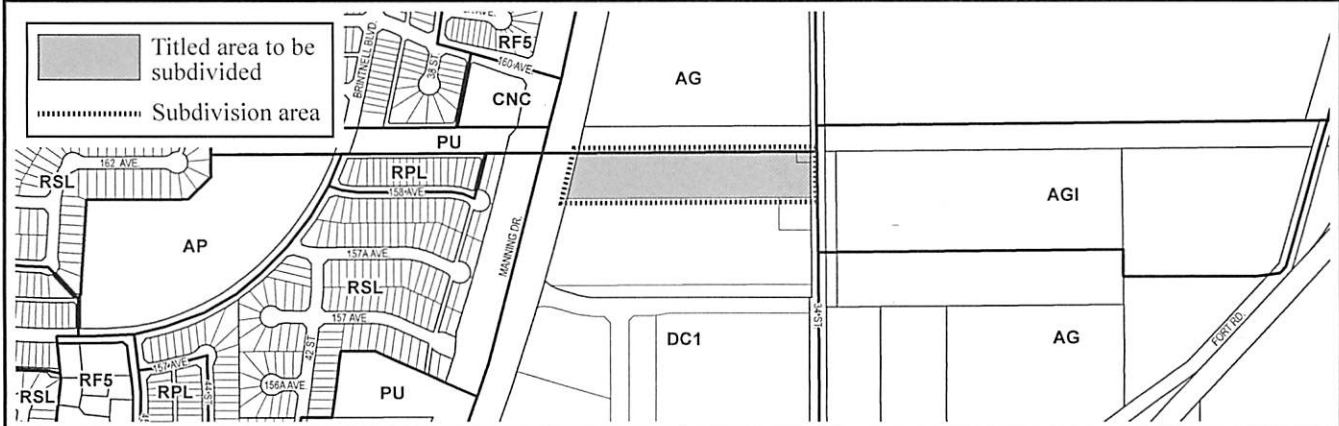 Titled area to be
subdivided
Subdivision area
BRINTNELL BLVD.
38 ST.
RF5
160 AVE.
CNC
AG
PU
162 AVE.
RSL
RPL
158 AVE.
AP
157A AVE.
MANNING DR.
RSL
157 AVE.
42 ST
156A AVE.
157 AVE
44 ST.
RSL
RF5
RPL
PU
DC1
34 ST.
AGI
AG
FORT RD.